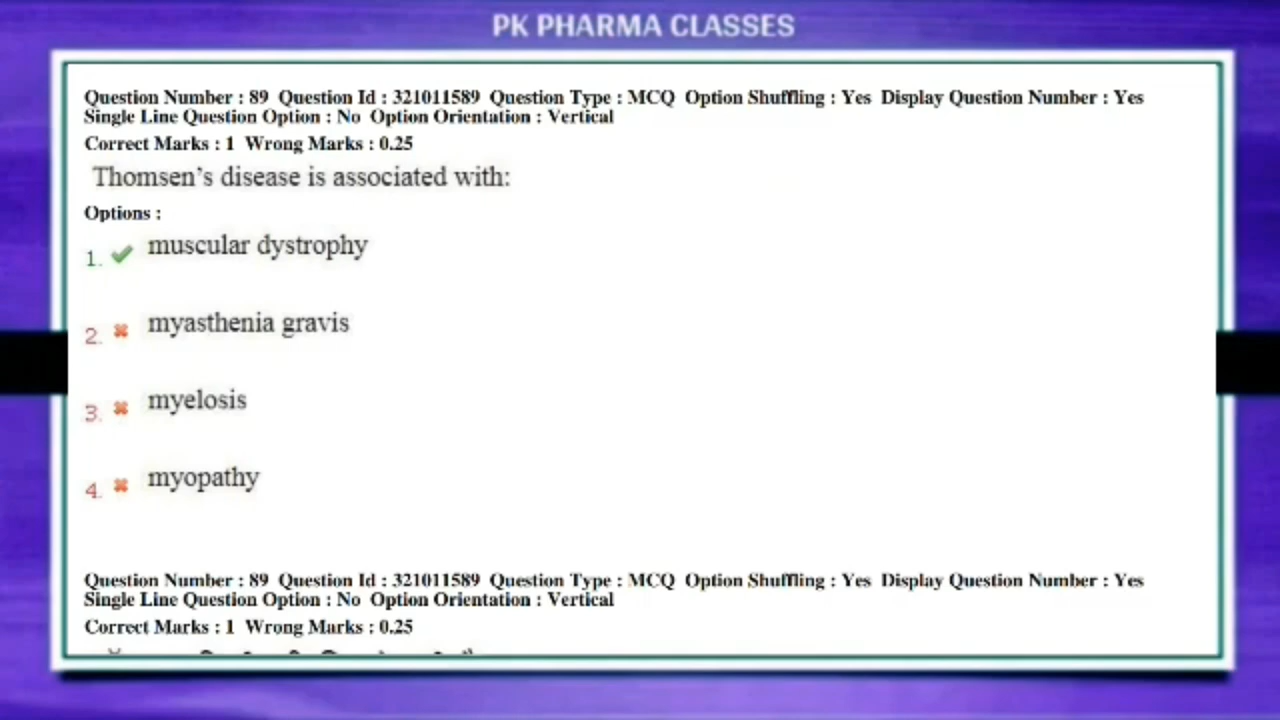 PK PHARMA CLASSES
Question Number : 89 Question Id : 321011589 Question Type : MCQ Option Shuffling : Yes Display Question Number : Yes
Single Line Question Option : No Option Orientation : Vertical
Correct Marks : 1 Wrong Marks : 0.25
Thomsen’s disease is associated with:
Options :
1. muscular dystrophy
2. myasthenia gravis
3. myelosis
4. myopathy
Question Number : 89 Question Id : 321011589 Question Type : MCQ Option Shuffling : Yes Display Question Number : Yes
Single Line Question Option : No Option Orientation : Vertical
Correct Marks : 1 Wrong Marks : 0.25